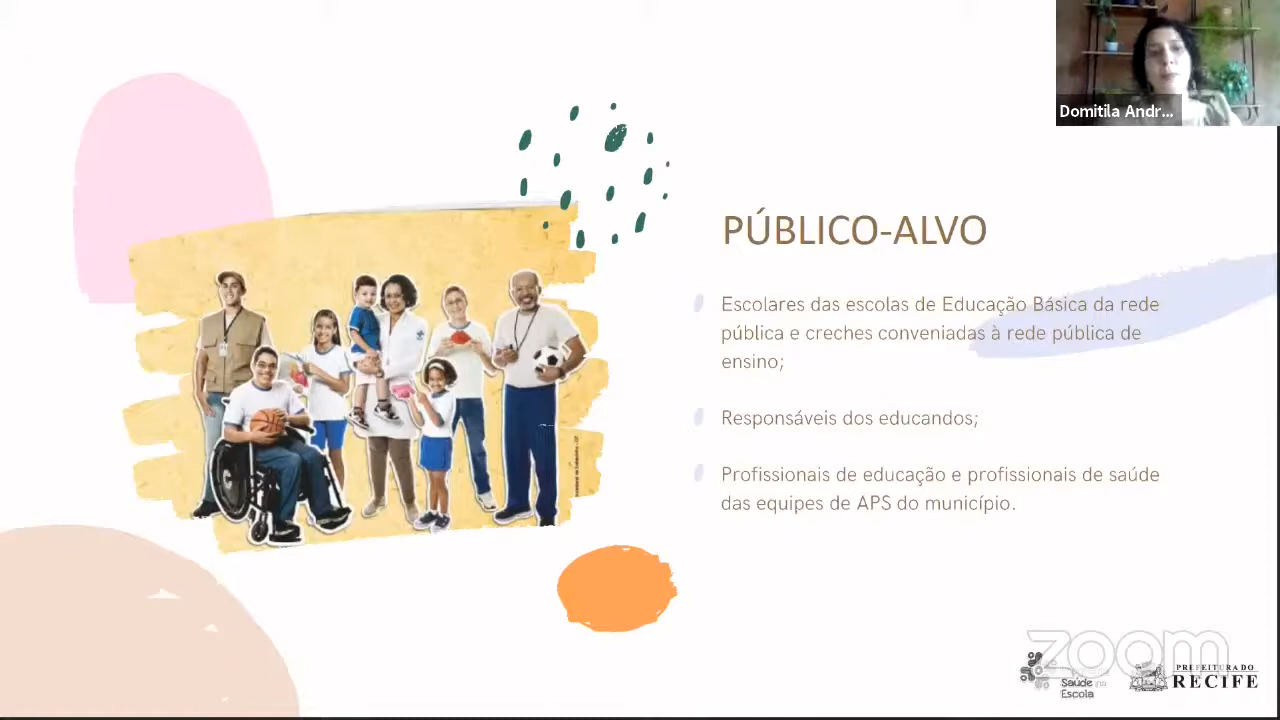 Domitila Andr...
PÚBLICO-ALVO
Escolares das escolas de Educação Básica da rede
pública e creches conveniadas à rede pública de
ensino;
Responsáveis dos educandos;
Profissionais de educação e profissionais de saúde
das equipes de APS do município.
zoom
Saúde na
Escola
PREFEITURA DO
RECIFE